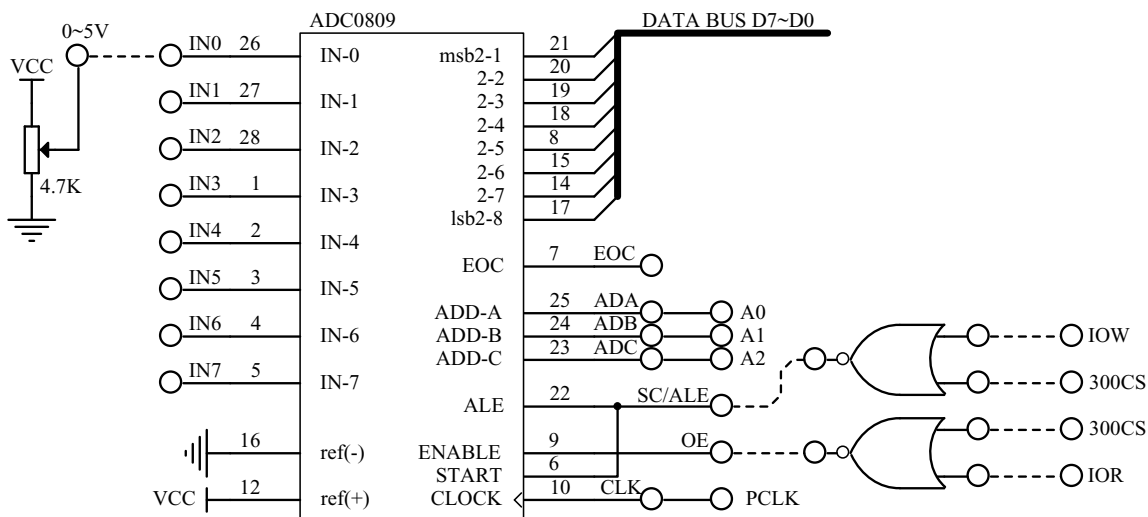 ADC0809
DATA BUS D7~D0
0~5V
IN0 26 IN-0 msb2-1 21
VCC
2-2 20
IN1 27 IN-1 2-3 19
2-4 18
IN2 28 IN-2 2-5 8
2-6 15
4.7K
IN3 1 IN-3 2-7 14
lsb2-8 17
IN4 2 IN-4
EOC 7 EOC
IN5 3 IN-5
ADD-A 25 ADA A0
IN6 4 IN-6 ADD-B 24 ADB A1
IOW
ADD-C 23 ADC A2
IN7 5 IN-7
300CS
ALE 22 SC/ALE
300CS
16 ref(-) ENABLE 9 OE
START 6
IOR
VCC 12 ref(+) CLOCK 10 CLK PCLK